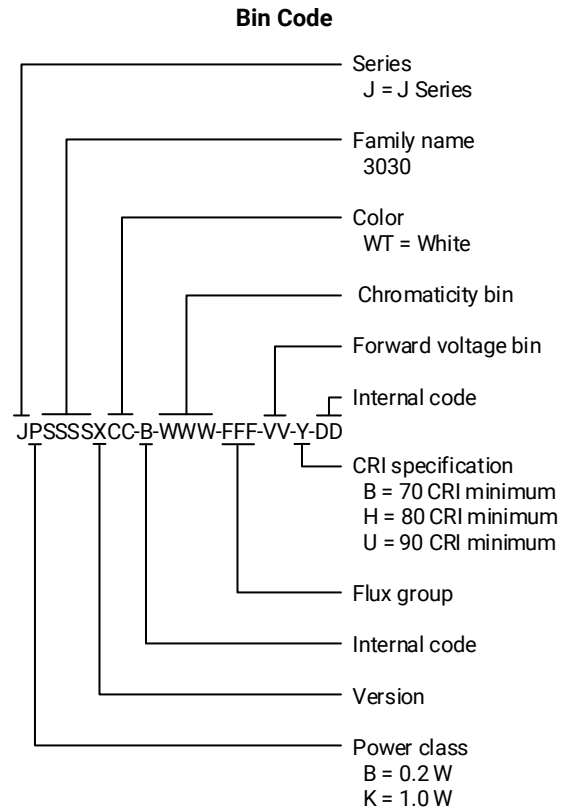 Bin Code
Series
J = J Series
Family name
3030
Color
WT = White
Chromaticity bin
Forward voltage bin
Internal code
JPSSSSXCC-B-WWW-FFF-VV-Y-DD
CRI specification
B = 70 CRI minimum
H = 80 CRI minimum
U = 90 CRI minimum
Flux group
Internal code
Version
Power class
B = 0.2 W
K = 1.0 W